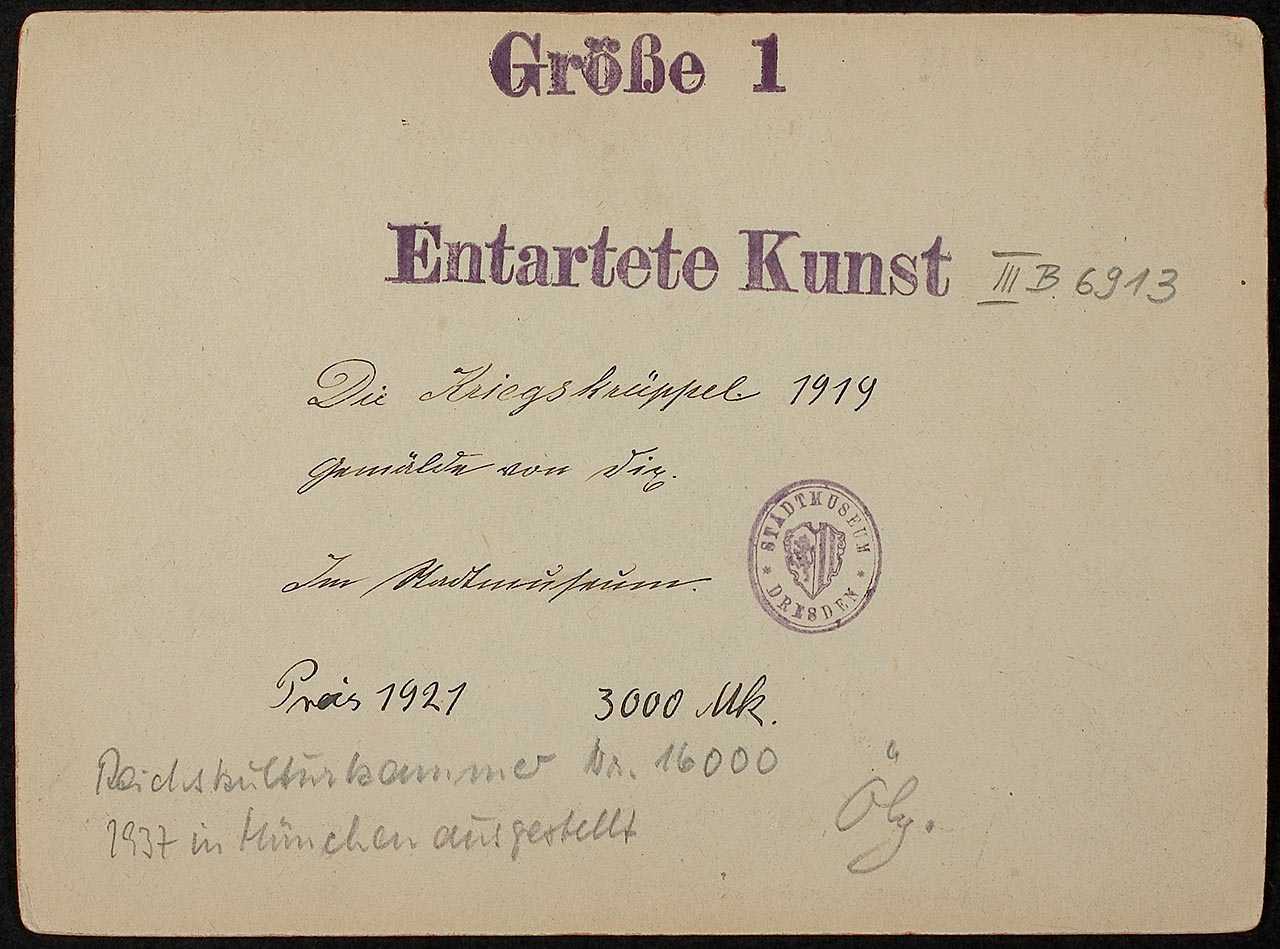 Größe 1
Entartete Kunst III B 6913
Die Kriegskrüppel. 1919
Gemälde von Dix.
Im Stadtmuseum.
STADTMUSEUM * DRESDEN *
Preis 1921 3000 Mk.
Reichskulturkammer Nr. 16000
1937 in München ausgestellt
Ölg.